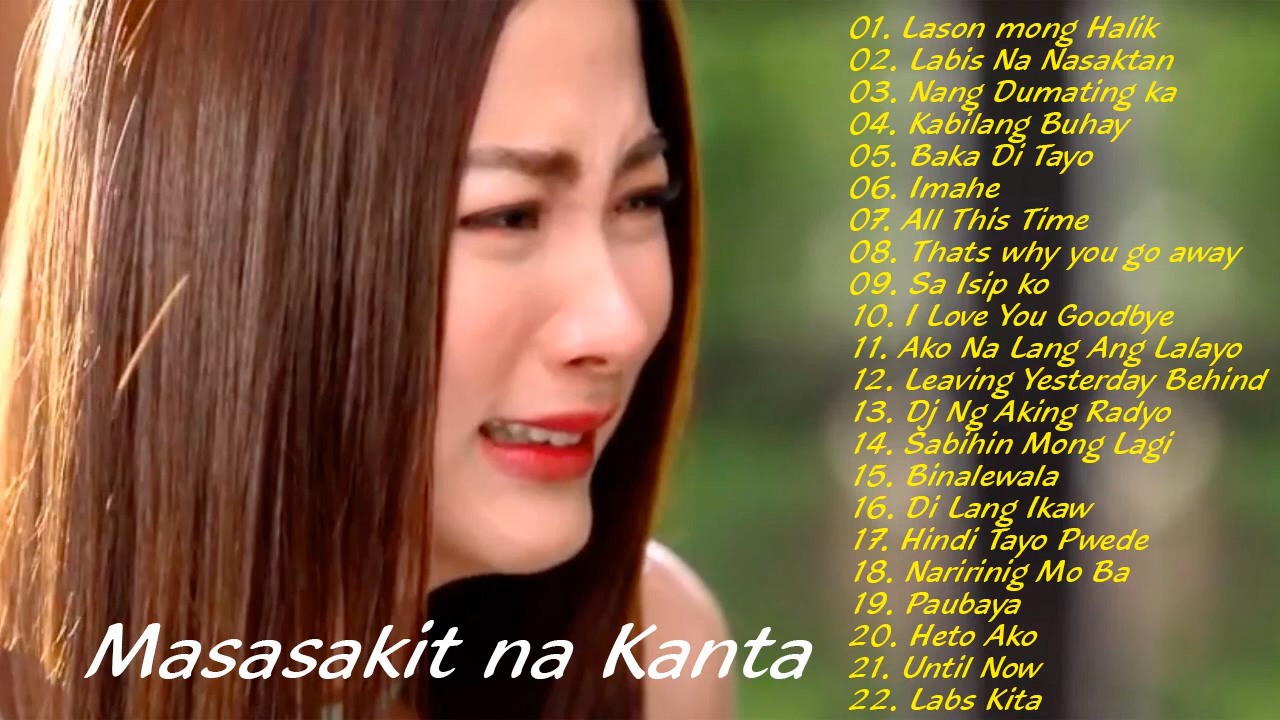 01. Lason mong Halik
02. Labis Na Nasaktan
03. Nang Dumating ka
04. Kabilang Buhay
05. Baka Di Tayo
06. Imahe
07. All This Time
08. Thats why you go away
09. Sa Isip ko
10. I Love You Goodbye
11. Ako Na Lang Ang Lalayo
12. Leaving Yesterday Behind
13. Dj Ng Aking Radyo
14. Sabihin Mong Lagi
15. Binalewala
16. Di Lang Ikaw
17. Hindi Tayo Pwede
18. Naririnig Mo Ba
19. Paubaya
20. Heto Ako
21. Until Now
22. Labs Kita
Masasakit na Kanta